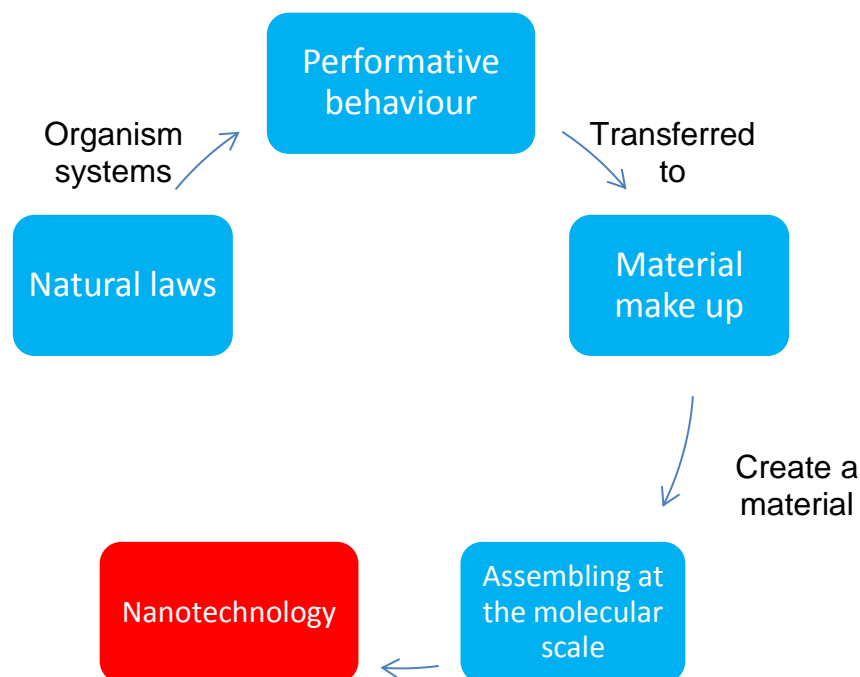 Performative
behaviour
Organism
systems
Transferred
to
Natural laws
Material
make up
Create a
material
Assembling at
the molecular
scale
Nanotechnology